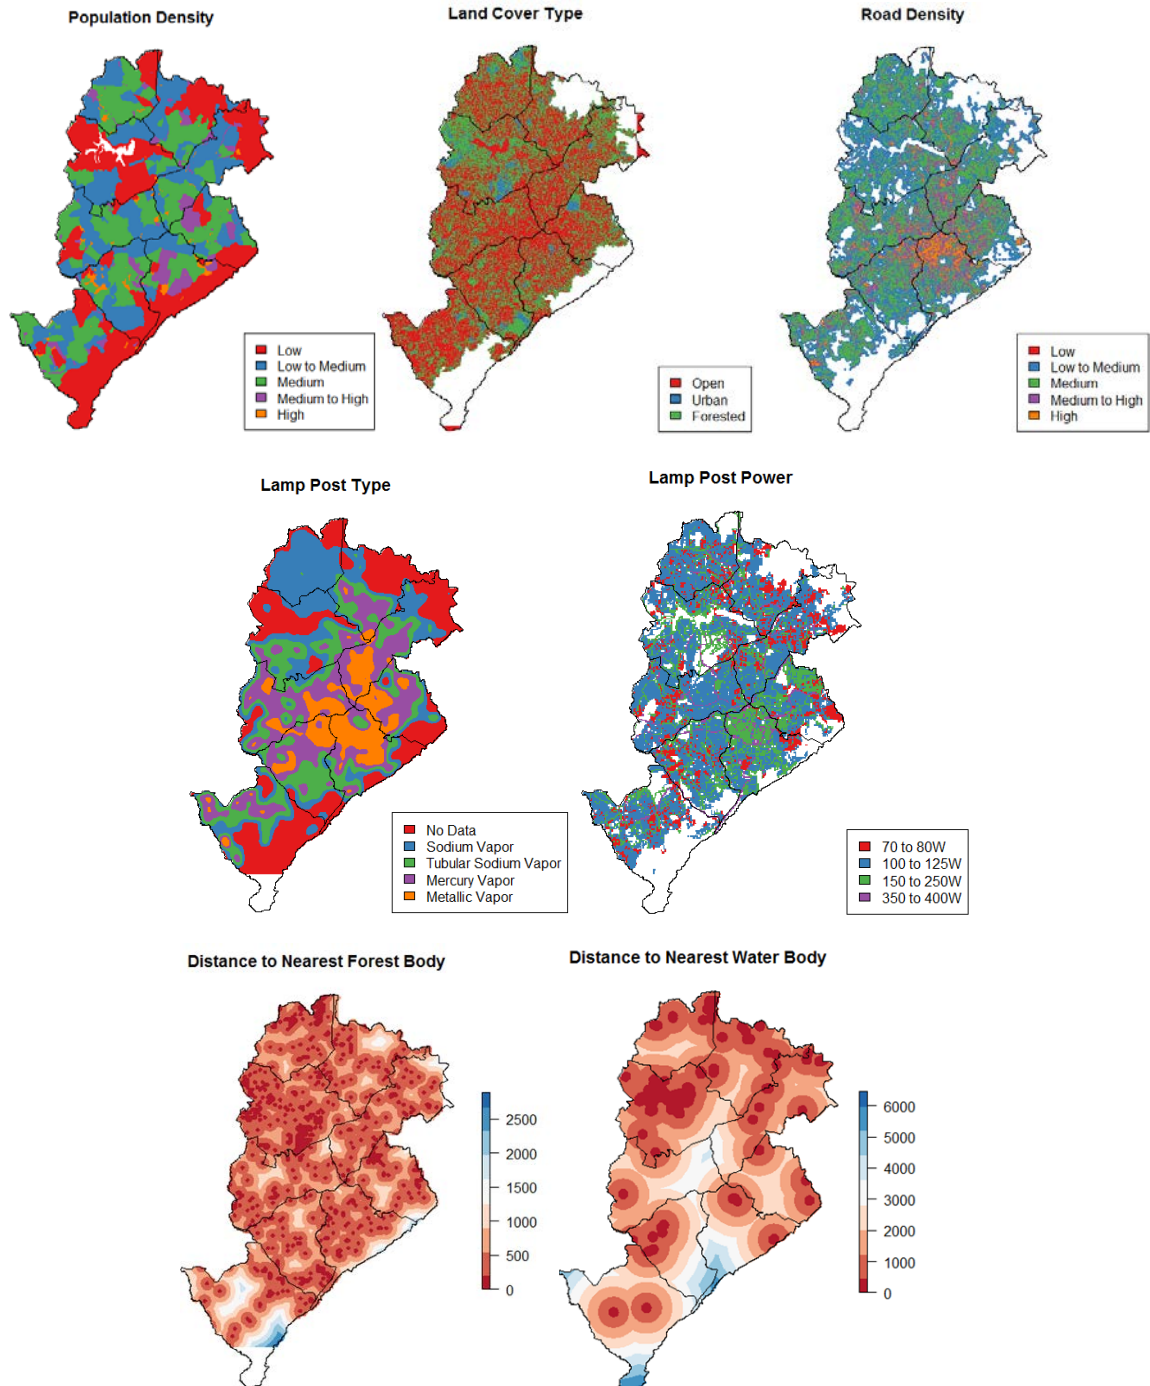 Population Density
Land Cover Type
Road Density
Low
Low to Medium
Medium
Medium to High
High
Open
Urban
Forested
Low
Low to Medium
Medium
Medium to High
High
Lamp Post Type
Lamp Post Power
No Data
Sodium Vapor
Tubular Sodium Vapor
Mercury Vapor
Metallic Vapor
70 to 80W
100 to 125W
150 to 250W
350 to 400W
Distance to Nearest Forest Body
Distance to Nearest Water Body
2500
2000
1500
1000
500
0
6000
5000
4000
3000
2000
1000
0